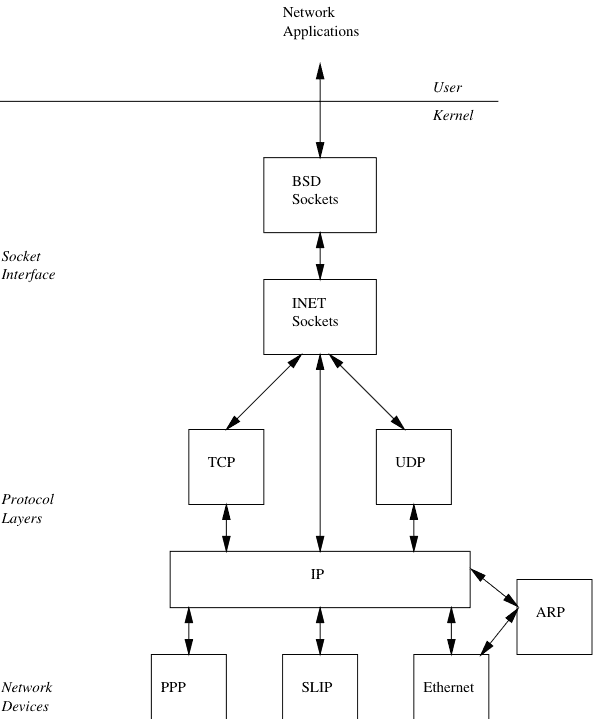 Network
Applications
User
Kernel
BSD
Sockets
Socket
Interface
INET
Sockets
TCP
UDP
Protocol
Layers
IP
ARP
PPP
SLIP
Ethernet
Network
Devices